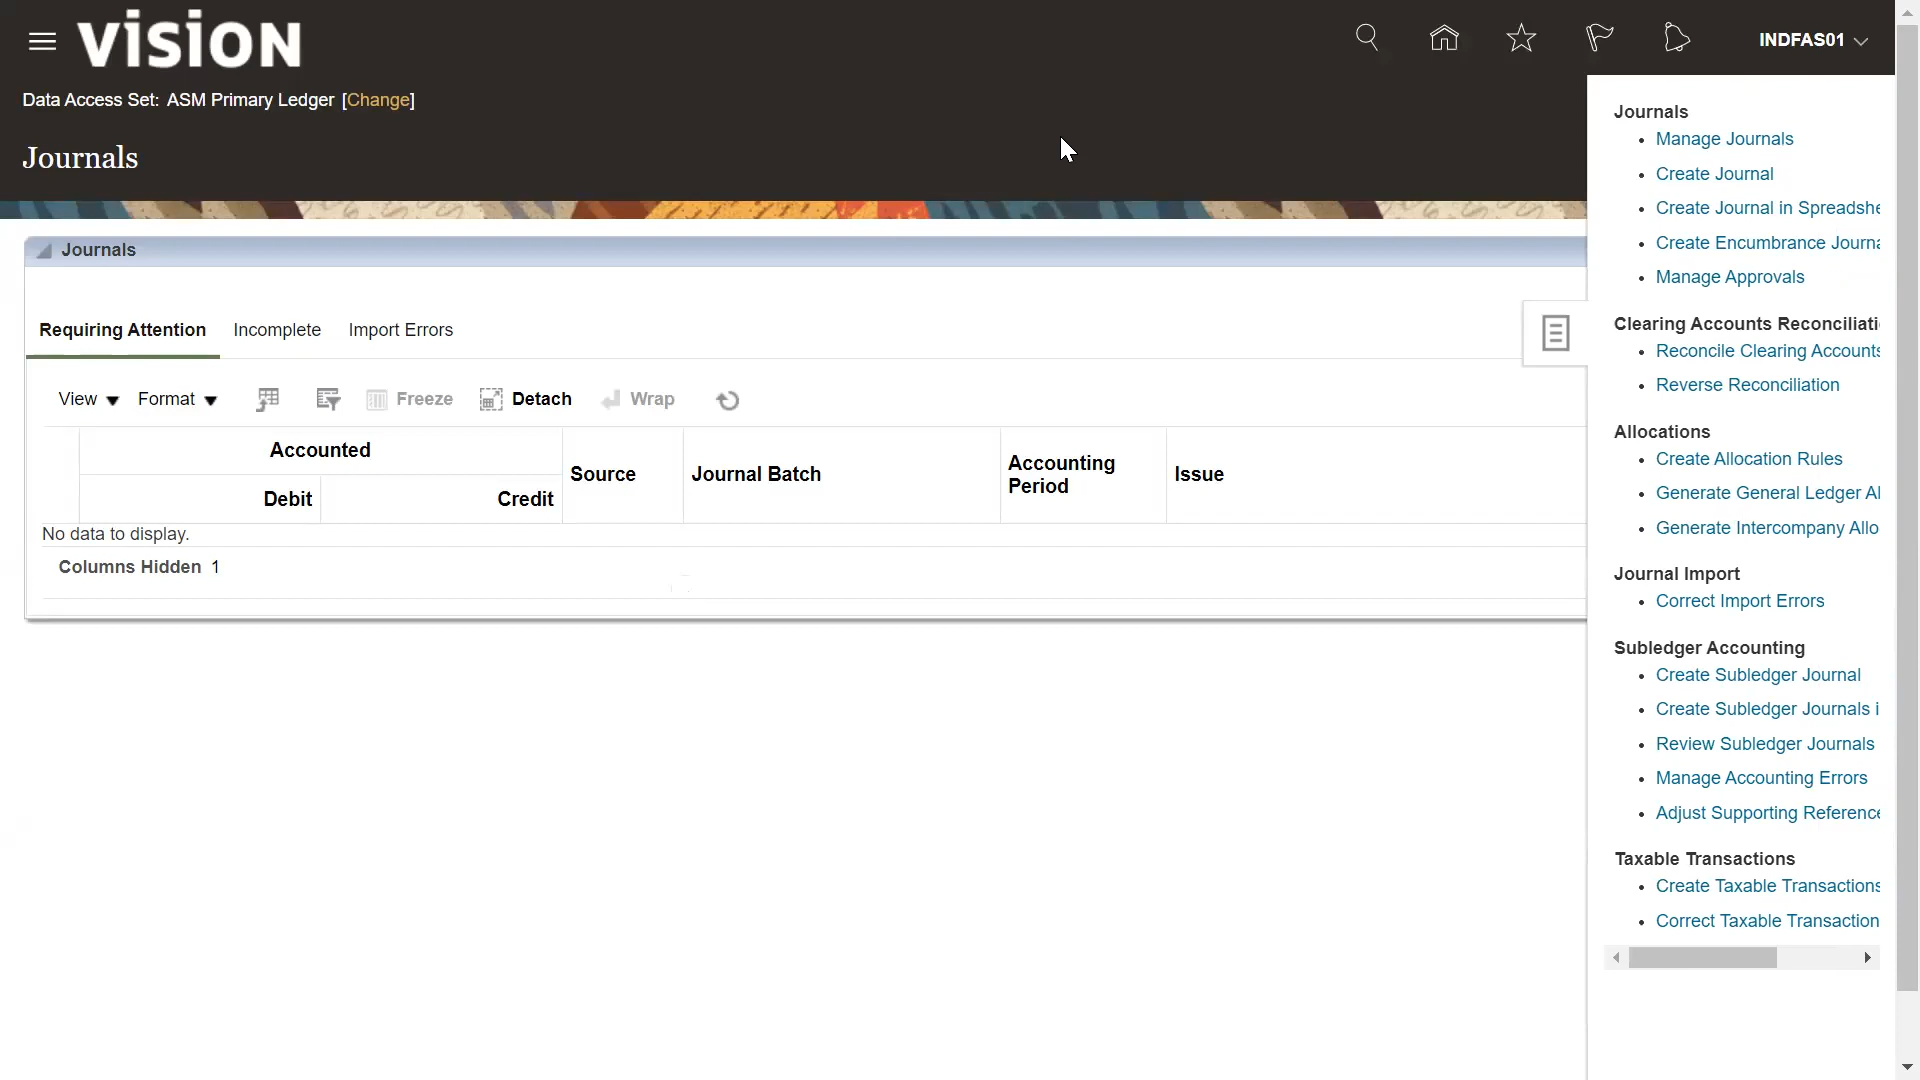 vision
INDFAS01
Data Access Set: ASM Primary Ledger [Change]
Journals
Journals
Requiring Attention Incomplete Import Errors
View Format Freeze Detach Wrap
Accounted
Debit Credit Source Journal Batch Accounting Period Issue
No data to display.
Columns Hidden 1
Journals
Manage Journals
Create Journal
Create Journal in Spreadshe
Create Encumbrance Journa
Manage Approvals
Clearing Accounts Reconciliati
Reconcile Clearing Accounts
Reverse Reconciliation
Allocations
Create Allocation Rules
Generate General Ledger Al
Generate Intercompany Allo
Journal Import
Correct Import Errors
Subledger Accounting
Create Subledger Journal
Create Subledger Journals i
Review Subledger Journals
Manage Accounting Errors
Adjust Supporting Reference
Taxable Transactions
Create Taxable Transactions
Correct Taxable Transaction